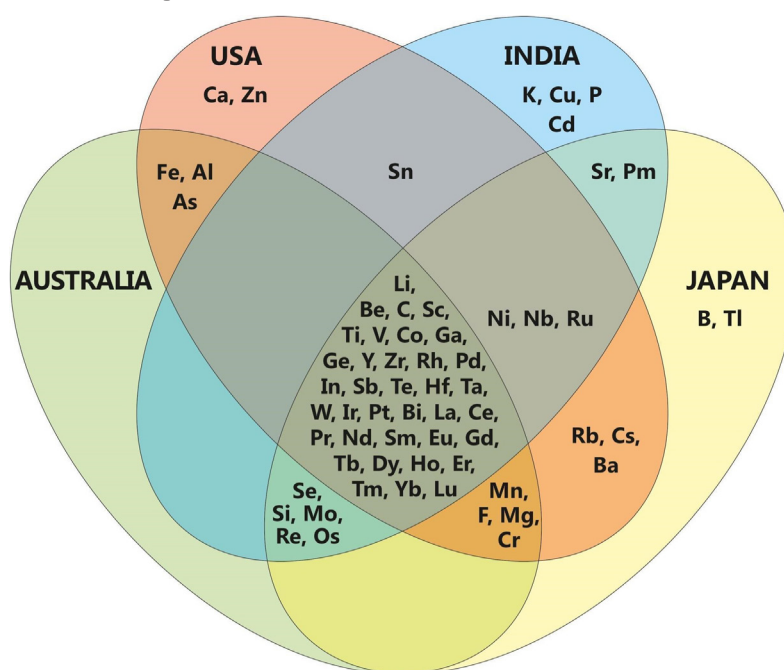 USA
Ca, Zn
INDIA
K, Cu, P
Cd
Fe, Al
As
Sn
Sr, Pm
AUSTRALIA
JAPAN
B, Tl
Li,
Be, C, Sc,
Ti, V, Co, Ga,
Ge, Y, Zr, Rh, Pd,
In, Sb, Te, Hf, Ta,
W, Ir, Pt, Bi, La, Ce,
Pr, Nd, Sm, Eu, Gd,
Tb, Dy, Ho, Er,
Tm, Yb, Lu
Ni, Nb, Ru
Rb, Cs,
Ba
Se,
Si, Mo,
Re, Os
Mn,
F, Mg,
Cr